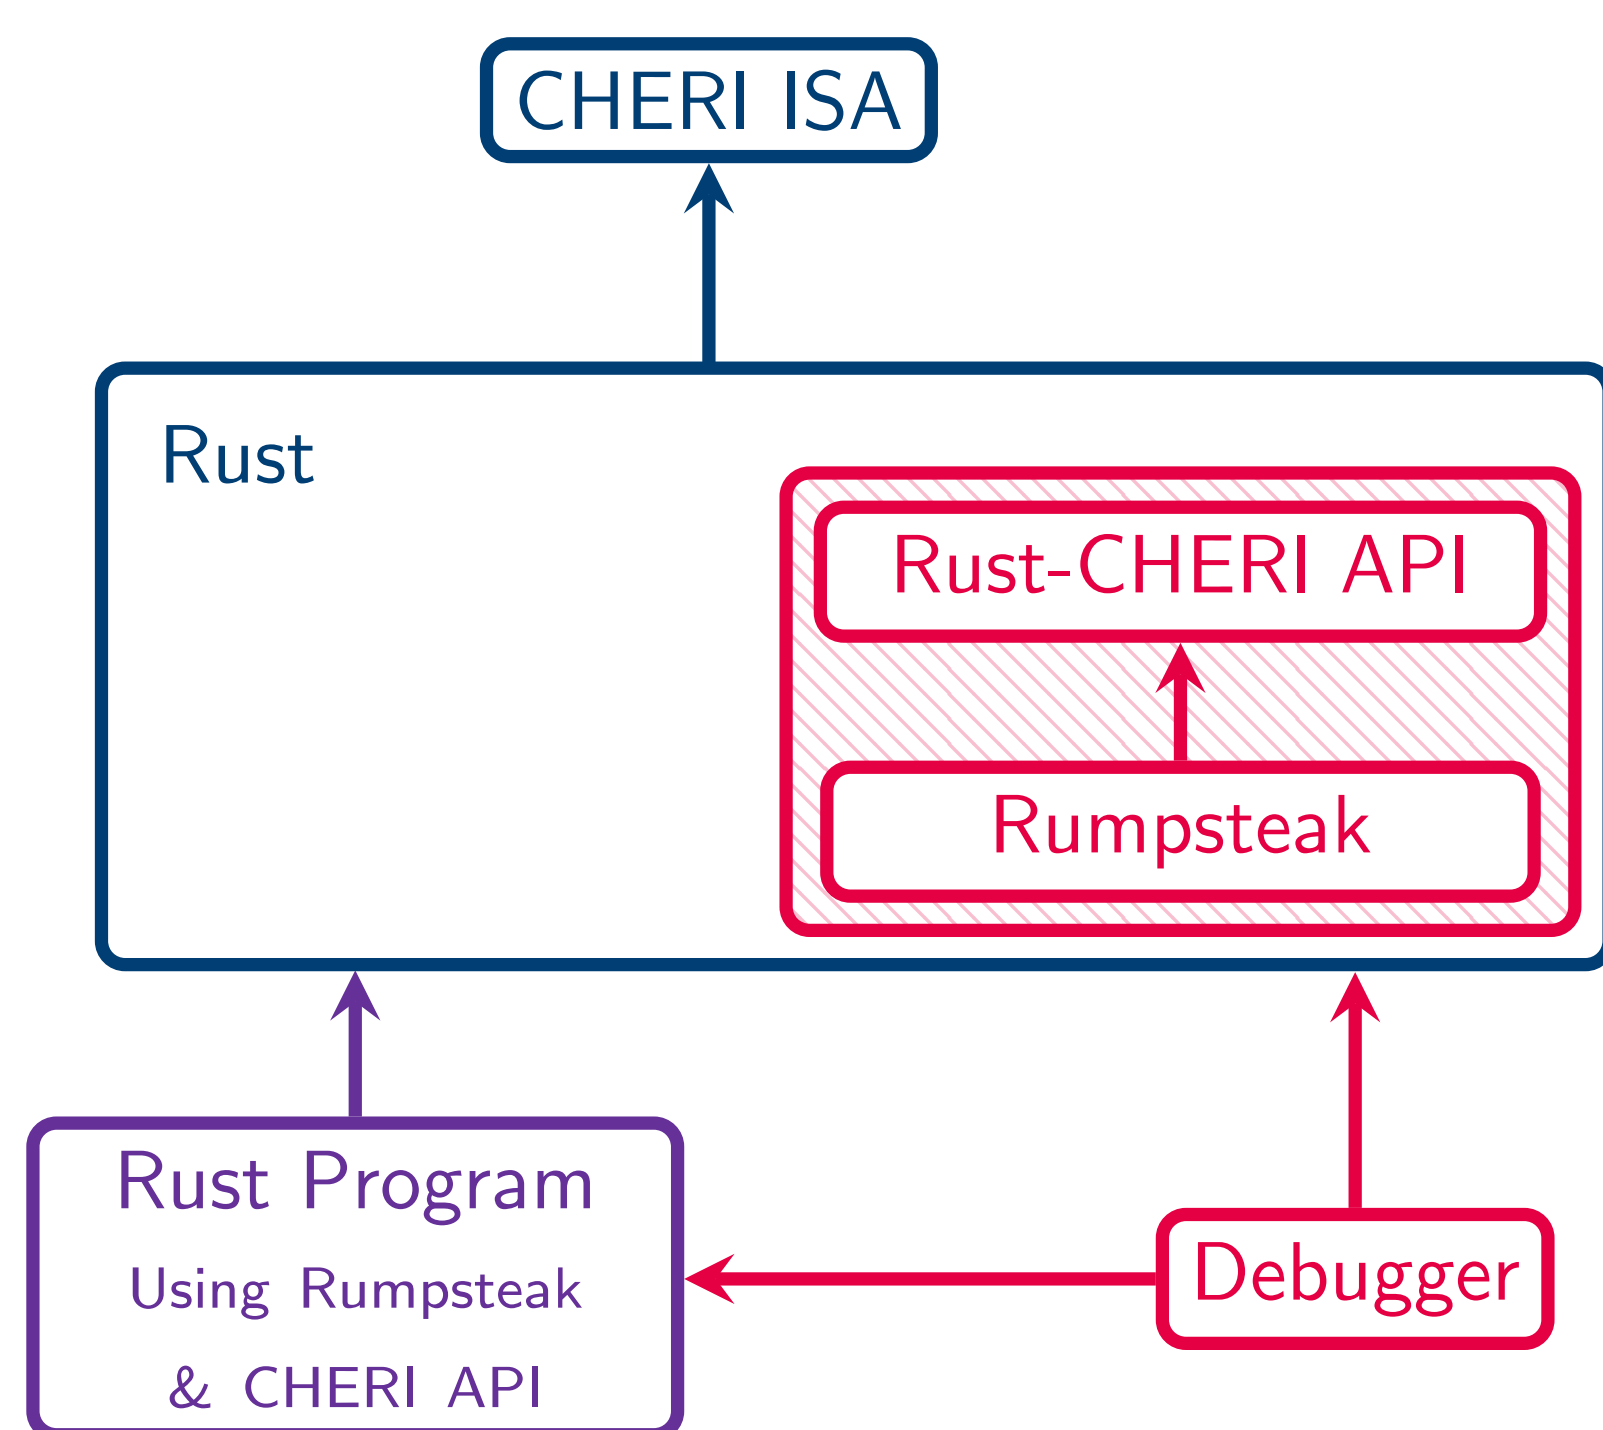 CHERI ISA
Rust
Rust-CHERI API
Rumpsteak
Rust Program
Using Rumpsteak
& CHERI API
Debugger